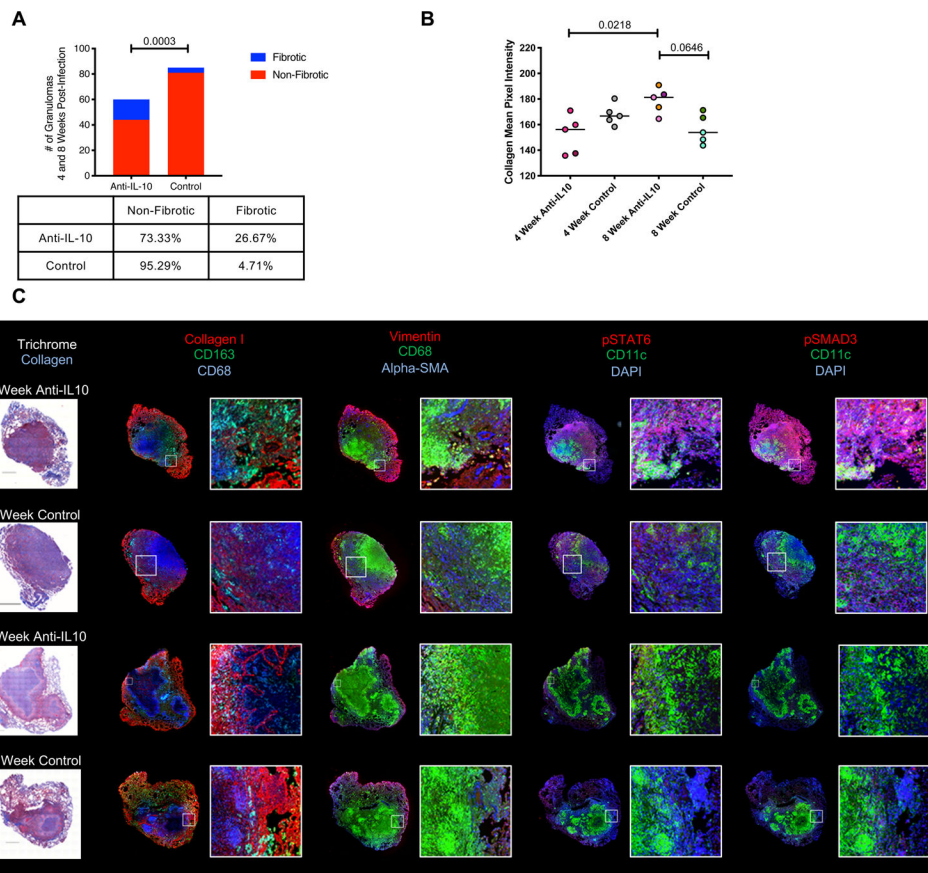 A
0.0003
Fibrotic
Non-Fibrotic
# of Granulomas
4 and 8 Weeks Post-Infection
100
80
60
40
20
0
Anti-IL-10
Control
Non-Fibrotic
Fibrotic
Anti-IL-10
73.33%
26.67%
Control
95.29%
4.71%
B
0.0218
0.0646
Collagen Mean Pixel Intensity
220
200
180
160
140
120
4 Week Anti-IL10
4 Week Control
8 Week Anti-IL10
8 Week Control
C
Trichrome
Collagen
Collagen I
CD163
CD68
Vimentin
CD68
Alpha-SMA
pSTAT6
CD11c
DAPI
pSMAD3
CD11c
DAPI
Week Anti-IL10
Week Control
Week Anti-IL10
Week Control